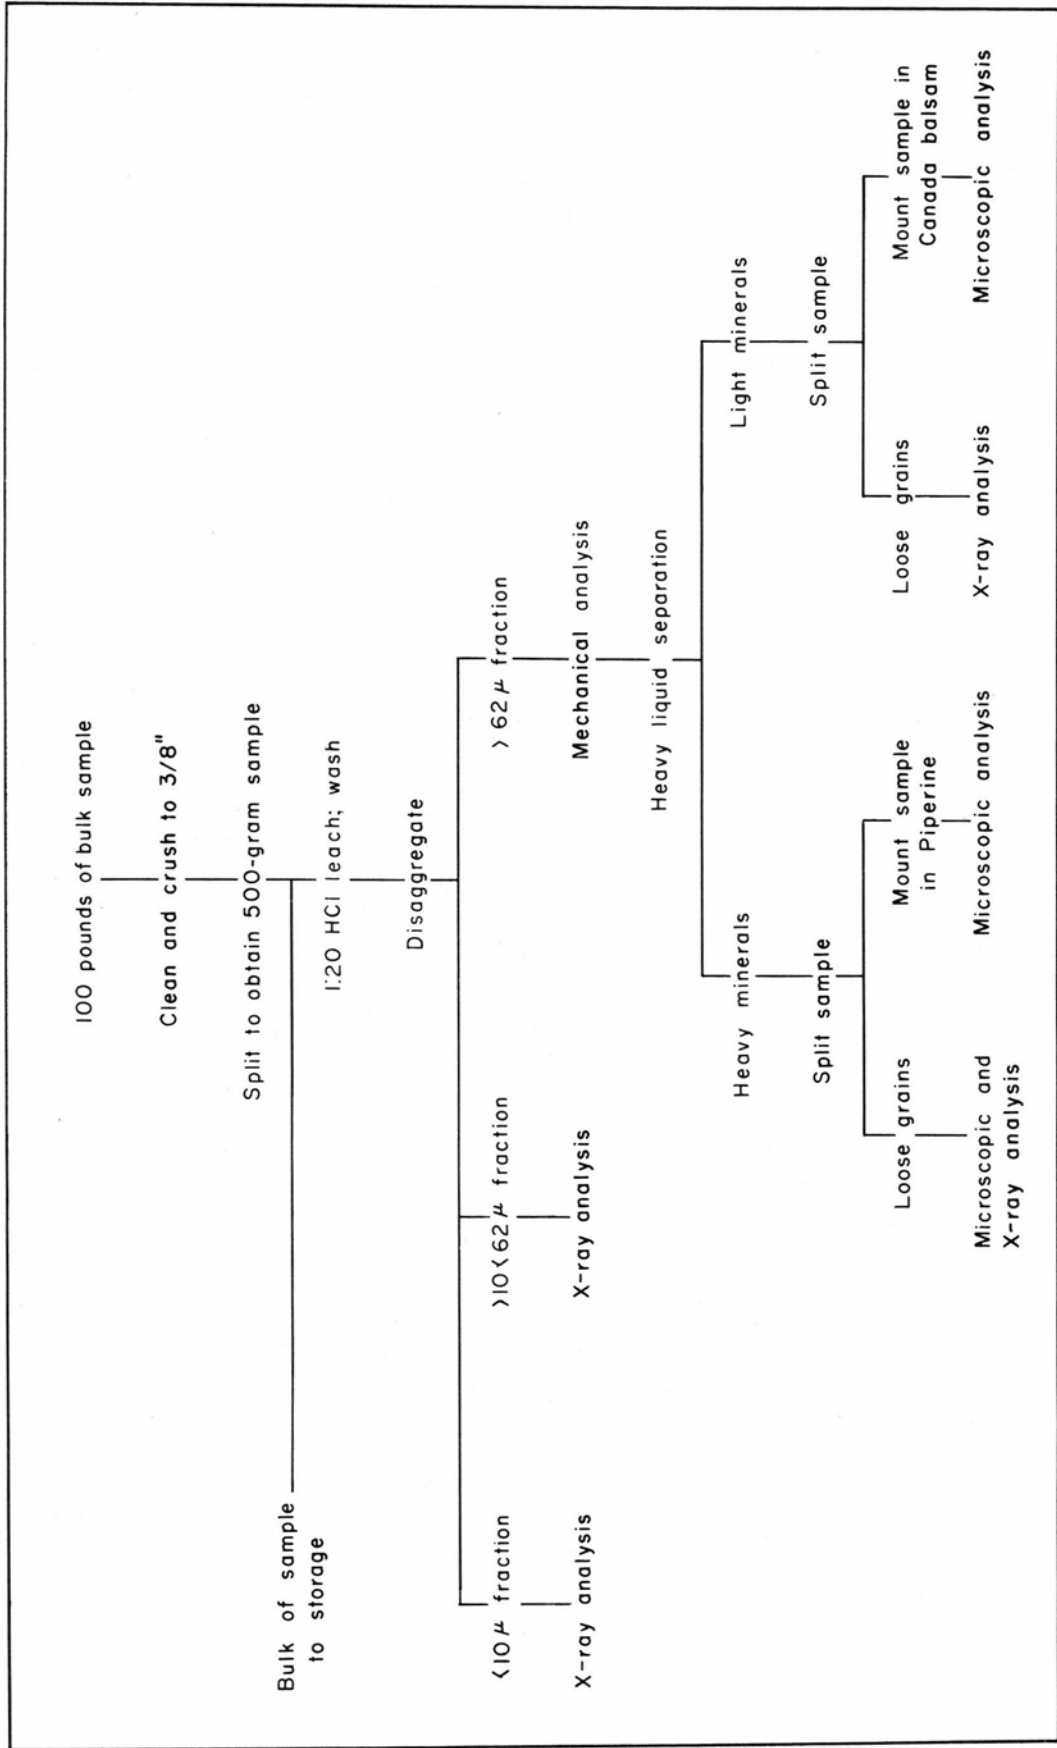 100 pounds of bulk sample
Clean and crush to 3/8"
Split to obtain 500-gram sample
Bulk of sample
to storage
1:20 HCl leach; wash
Disaggregate
<10μ fraction
>10<62μ fraction
>62μ fraction
X-ray analysis
X-ray analysis
Mechanical analysis
Heavy liquid separation
Heavy minerals
Light minerals
Split sample
Split sample
Loose grains
Mount sample
in Piperine
Loose grains
Mount sample in
Canada balsam
Microscopic and
X-ray analysis
Microscopic analysis
X-ray analysis
Microscopic analysis